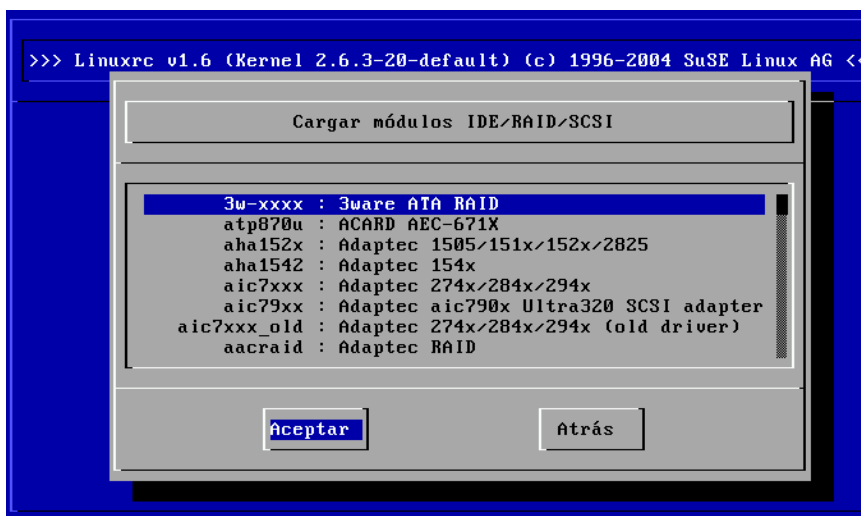 >>> Linuxrc v1.6 (Kernel 2.6.3-20-default) (c) 1996-2004 SuSE Linux AG <
Cargar módulos IDE/RAID/SCSI
3w-xxxx : 3ware ATA RAID
atp870u : ACARD AEC-671X
aha152x : Adaptec 1505/151x/152x/2825
aha1542 : Adaptec 154x
aic7xxx : Adaptec 274x/284x/294x
aic79xx : Adaptec aic790x Ultra320 SCSI adapter
aic7xxx_old : Adaptec 274x/284x/294x (old driver)
aacraid : Adaptec RAID
Aceptar Atrás